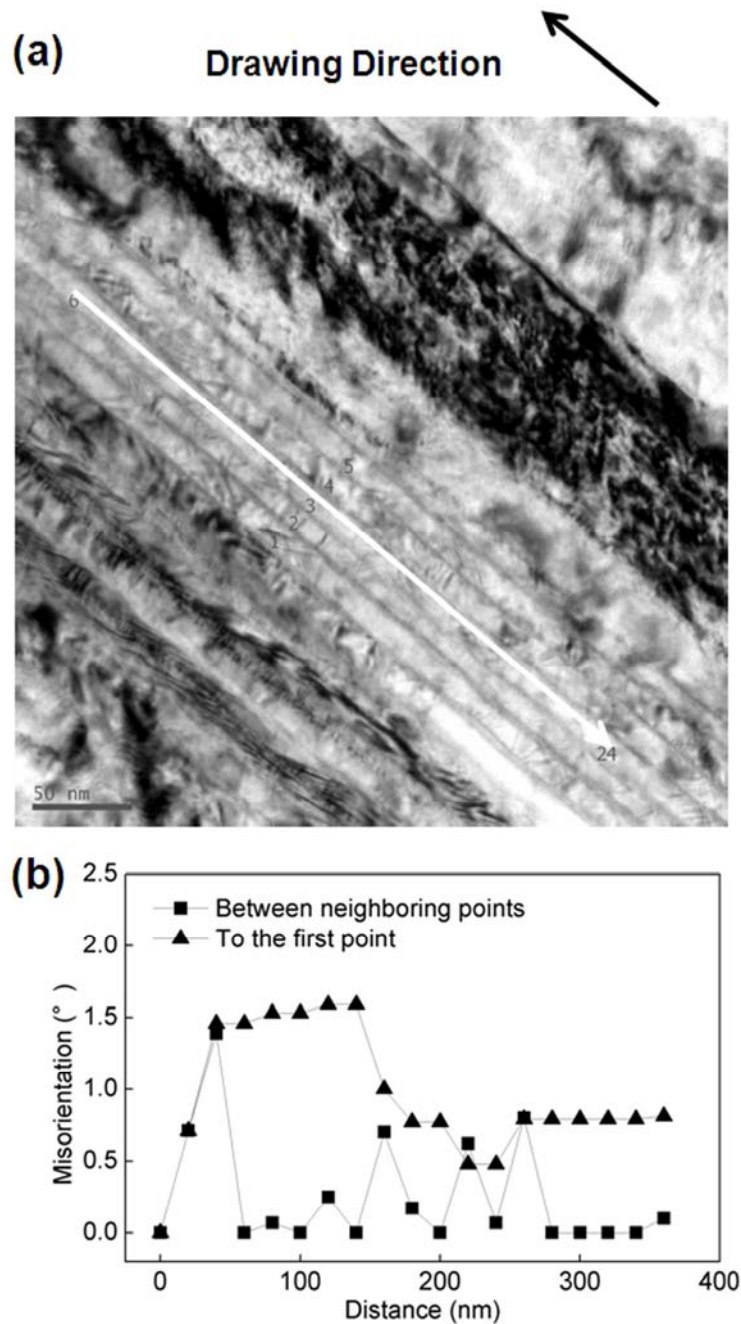 (a)
Drawing Direction
6
5
4
3
2
1
24
50 nm
(b)
2.5
2.0
1.5
1.0
0.5
0.0
Misorientation (°)
Between neighboring points
To the first point
0
100
200
300
400
Distance (nm)